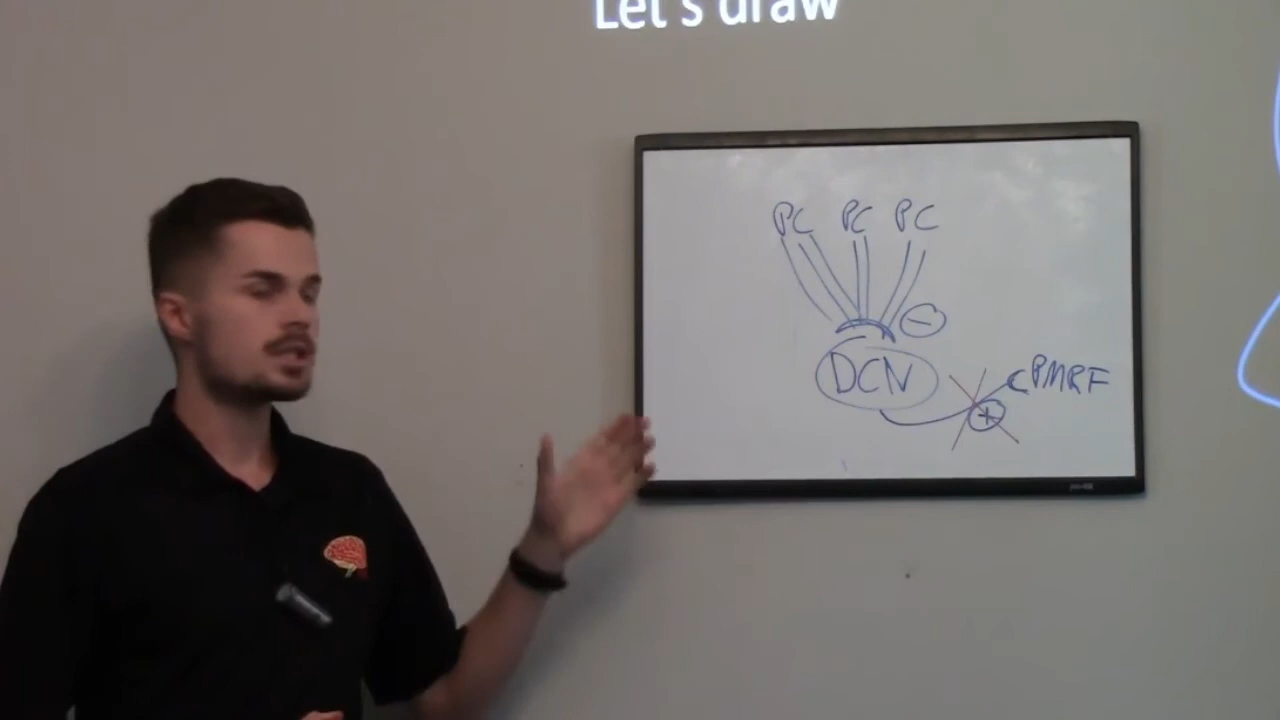 Let's draw
PC PC PC
−
DCN
cPMRF
+